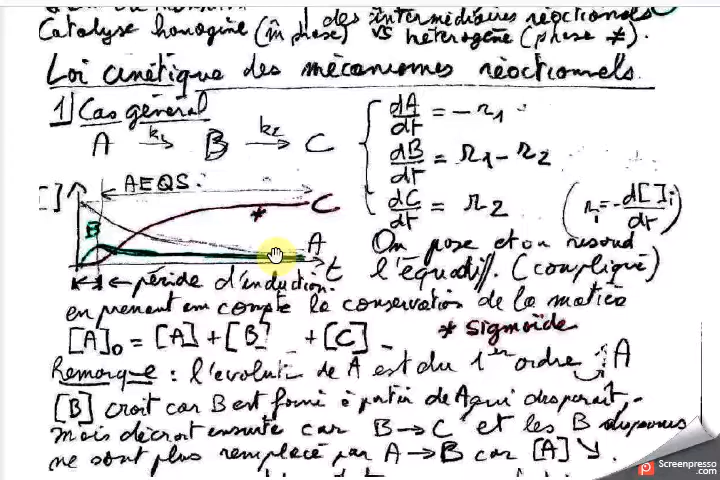 des intermédiaires réactionnels
Catalyse homogène (m̂ phase) vs hétérogène (phase ≠).
Loi cinétique des mécanismes réactionnels.
1) Cas général
A →k₁ B →k₂ C
dA/dt = -r₁
dB/dt = r₁ - r₂
dC/dt = r₂ (rᵢ = - d[ ]ᵢ/dt)
[ ] AEQS.
B * C
A
t
période d'induction.
On pose et on resoud
l'équadiff. (compliqué)
en prenant en compte la conservation de la matière
[A]₀ = [A] + [B] + [C] - * Sigmoïde
Remarque : l'évolution de A est du 1er ordre / A
[B] croit car B est formé à partir de A qui disparait,
mais décroit ensuite car B → C et les B disparus
ne sont plus remplacé par A → B car [A] ↘.
Screenpresso
.com